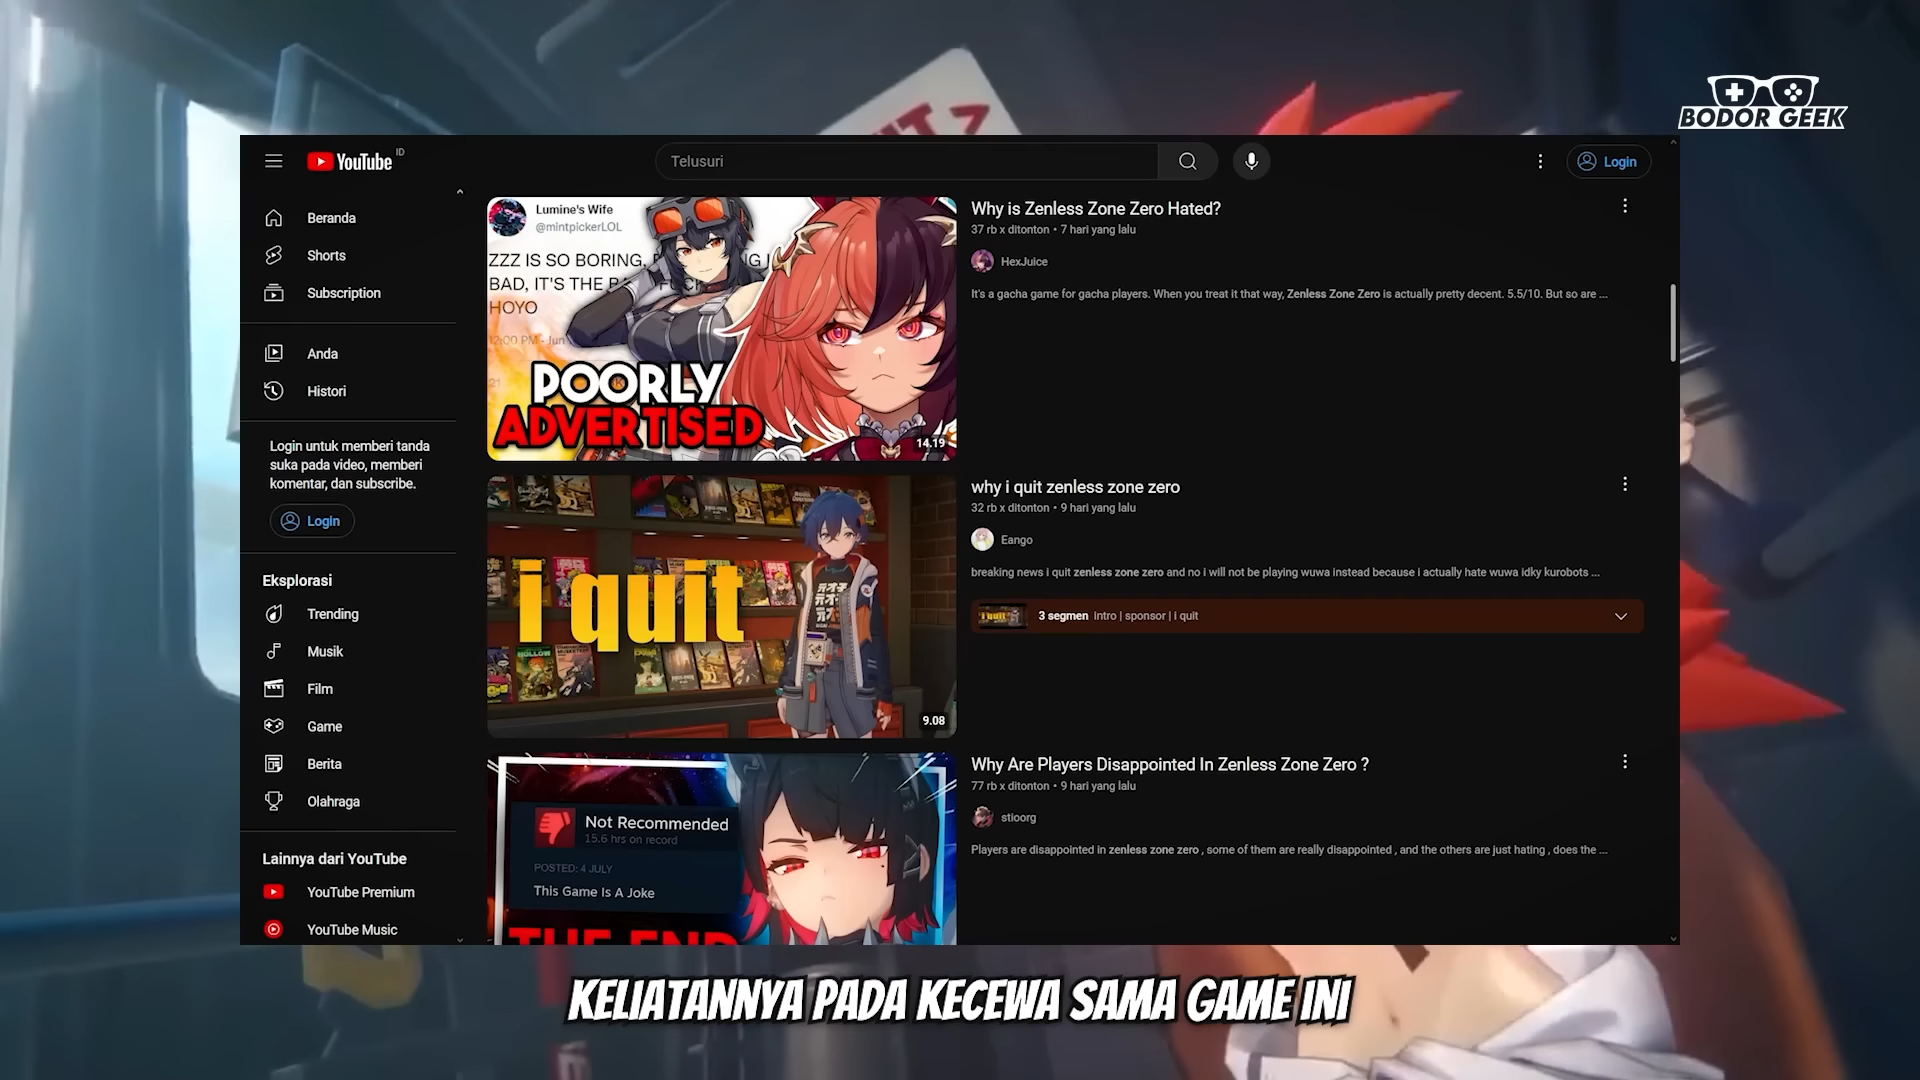 BODOR GEEK
YouTube ID
Telusuri
Login
Beranda
Shorts
Subscription
Anda
Histori
Login untuk memberi tanda
suka pada video, memberi
komentar, dan subscribe.
Login
Eksplorasi
Trending
Musik
Film
Game
Berita
Olahraga
Lainnya dari YouTube
YouTube Premium
YouTube Music
Lumine's Wife
@mintpickerLOL
ZZZ IS SO BORING,
BAD, IT'S THE
HOYO
12:00 PM - Jun
POORLY
ADVERTISED
14.19
Why is Zenless Zone Zero Hated?
37 rb x ditonton • 7 hari yang lalu
HexJuice
It's a gacha game for gacha players. When you treat it that way, Zenless Zone Zero is actually pretty decent. 5.5/10. But so are ...
i quit
9.08
why i quit zenless zone zero
32 rb x ditonton • 9 hari yang lalu
Eango
breaking news i quit zenless zone zero and no i will not be playing wuwa instead because i actually hate wuwa idky kurobots ...
3 segmen intro | sponsor | i quit
Not Recommended
15.6 hrs on record
POSTED: 4 JULY
This Game Is A Joke
THE END
Why Are Players Disappointed In Zenless Zone Zero ?
77 rb x ditonton • 9 hari yang lalu
stloorg
Players are disappointed in zenless zone zero , some of them are really disappointed , and the others are just hating , does the ...
KELIATANNYA PADA KECEWA SAMA GAME INI